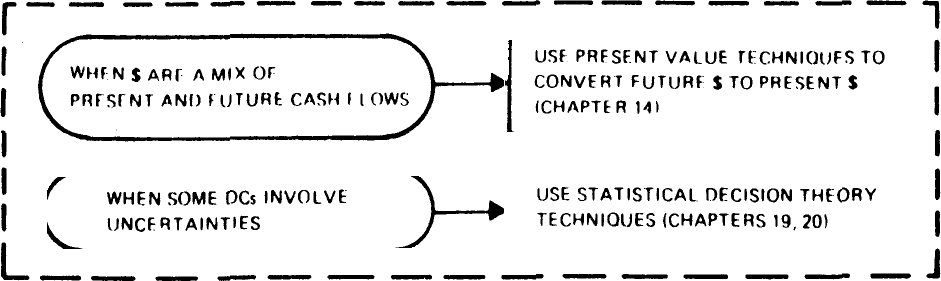 WHEN $ ARE A MIX OF
PRESENT AND FUTURE CASH FLOWS
USE PRESENT VALUE TECHNIQUES TO
CONVERT FUTURE $ TO PRESENT $
(CHAPTER 14)
WHEN SOME DCs INVOLVE
UNCERTAINTIES
USE STATISTICAL DECISION THEORY
TECHNIQUES (CHAPTERS 19, 20)